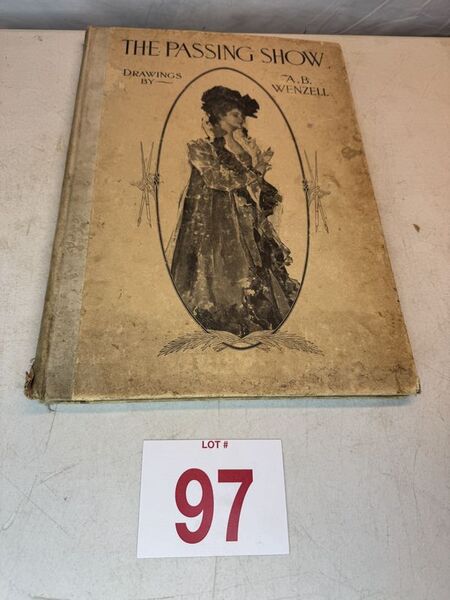 THE PASSING SHOW
DRAWINGS BY
A.B. WENZELL
LOT #
97